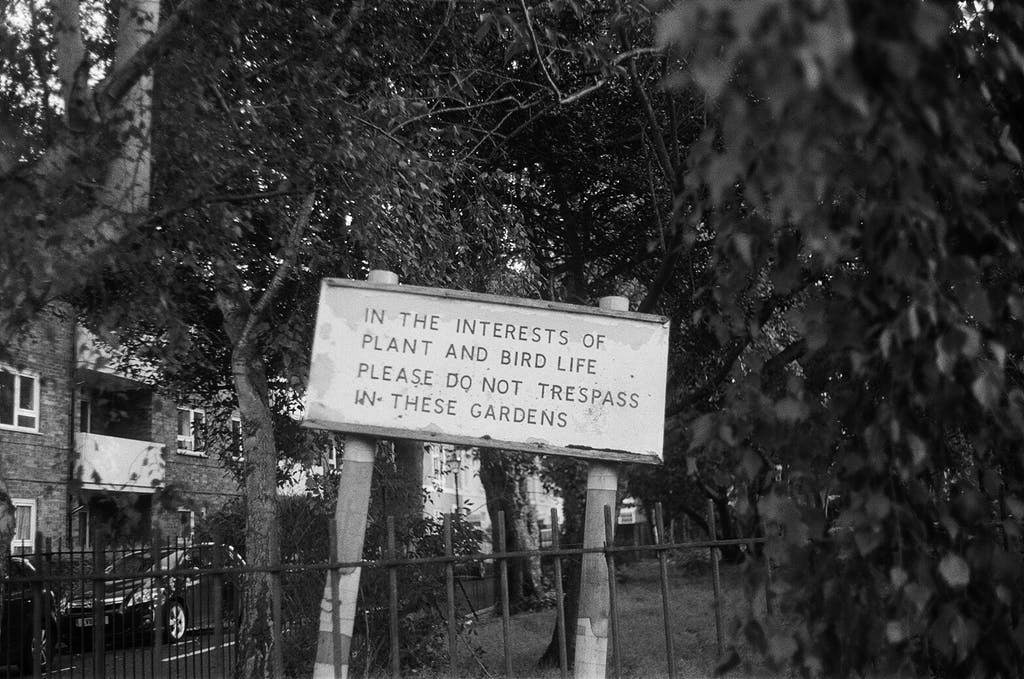 IN THE INTERESTS OF
PLANT AND BIRD LIFE
PLEASE DO NOT TRESPASS
IN THESE GARDENS